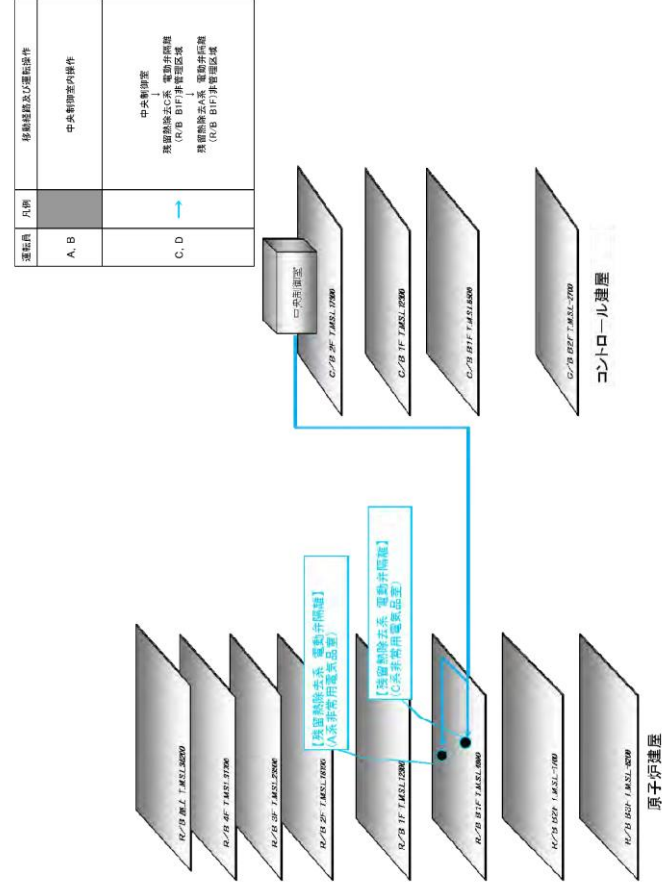 運転員 凡例 移動経路及び運転操作
A, B 中央制御室内操作
C, D → 中央制御室
↓
残留熱除去C系 電動弁隔離
(R/B B1F)非管理区域
↓
残留熱除去A系 電動弁隔離
(R/B B1F)非管理区域
中央制御室
C/B 2F T.M.S.L.17300
C/B 1F T.M.S.L.12300
C/B B1F T.M.S.L.6500
C/B B2F T.M.S.L.-2700
コントロール建屋
【残留熱除去系 電動弁隔離】
(A系非常用電気品室)
【残留熱除去系 電動弁隔離】
(C系非常用電気品室)
R/B 4F T.M.S.L.31700
R/B 3F T.M.S.L.23500
R/B 2F T.M.S.L.18100
R/B 1F T.M.S.L.12300
R/B B1F T.M.S.L.4800
R/B B2F T.M.S.L.-1700
R/B B3F T.M.S.L.-8200
原子炉建屋